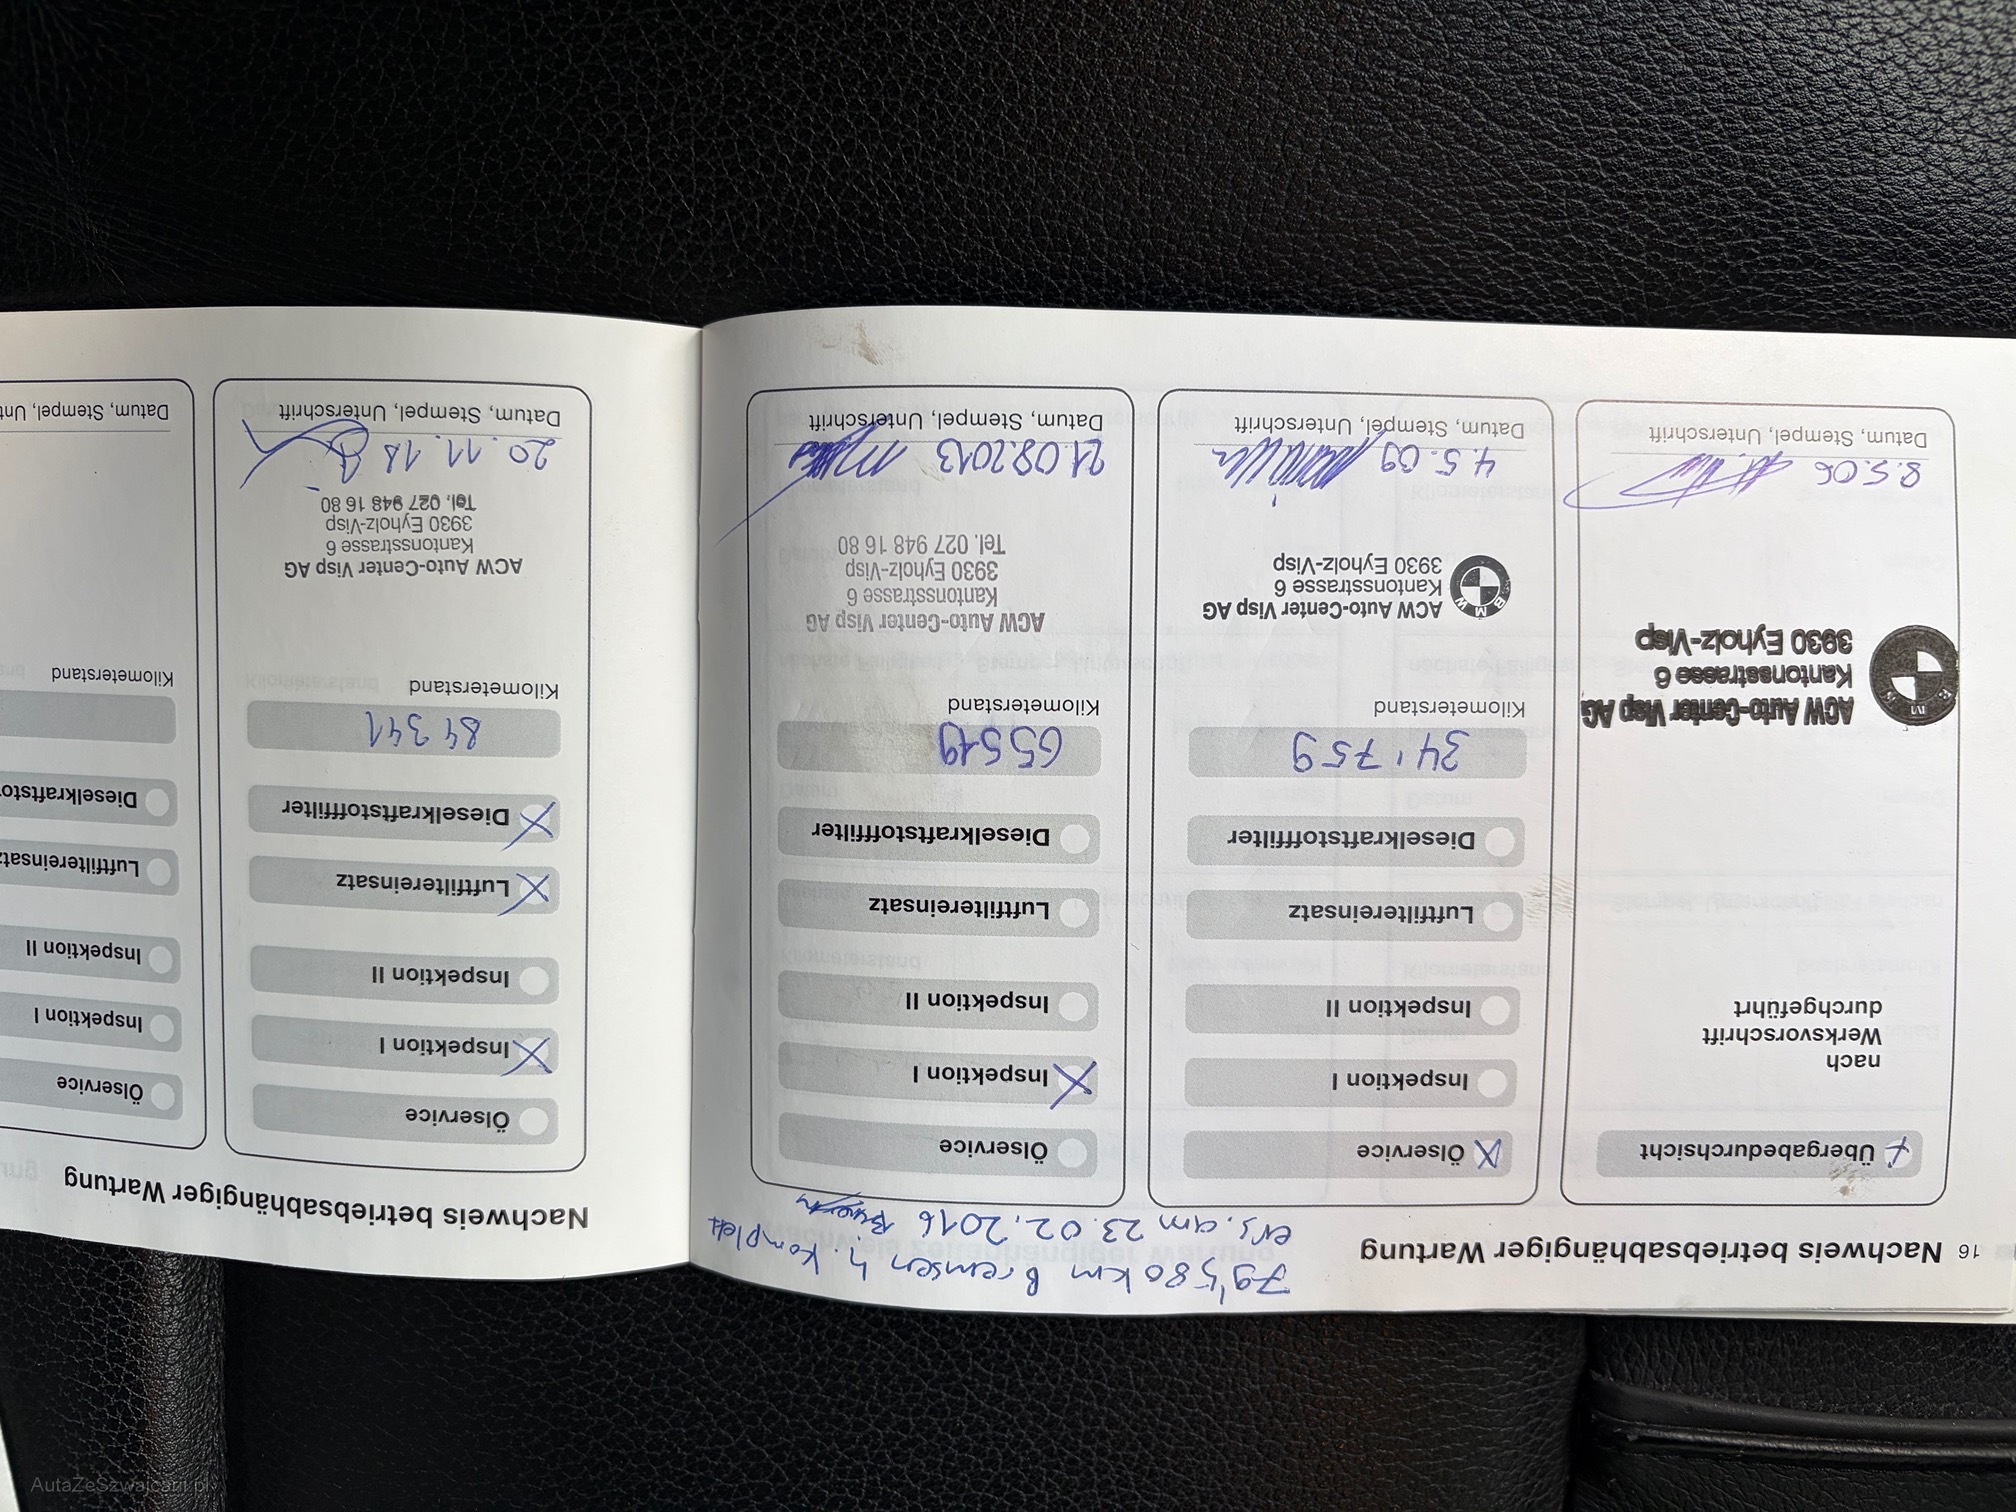 16 Nachweis betriebsabhängiger Wartung
79'580 km Bremsen h. komplett
ers. am 23.02.2016
Übergabedurchsicht
nach
Werksvorschrift
durchgeführt
ACW Auto-Center Visp AG
Kantonsstrasse 6
3930 Eyholz-Visp
8.5.06
Datum, Stempel, Unterschrift
Ölservice
Inspektion I
Inspektion II
Luftfiltereinsatz
Dieselkraftstofffilter
34'759
Kilometerstand
ACW Auto-Center Visp AG
Kantonsstrasse 6
3930 Eyholz-Visp
4.5.09
Datum, Stempel, Unterschrift
Ölservice
Inspektion I
Inspektion II
Luftfiltereinsatz
Dieselkraftstofffilter
65519
Kilometerstand
ACW Auto-Center Visp AG
Kantonsstrasse 6
3930 Eyholz-Visp
Tel. 027 948 16 80
21.08.2013
Datum, Stempel, Unterschrift
Nachweis betriebsabhängiger Wartung
Ölservice
Inspektion I
Inspektion II
Luftfiltereinsatz
Dieselkraftstofffilter
84341
Kilometerstand
ACW Auto-Center Visp AG
Kantonsstrasse 6
3930 Eyholz-Visp
Tel. 027 948 16 80
20.11.18
Datum, Stempel, Unterschrift
Ölservice
Inspektion I
Inspektion II
Luftfiltereinsatz
Dieselkraftsto
Kilometerstand
Datum, Stempel, Unt
AutaZeSzwajcarii.pl